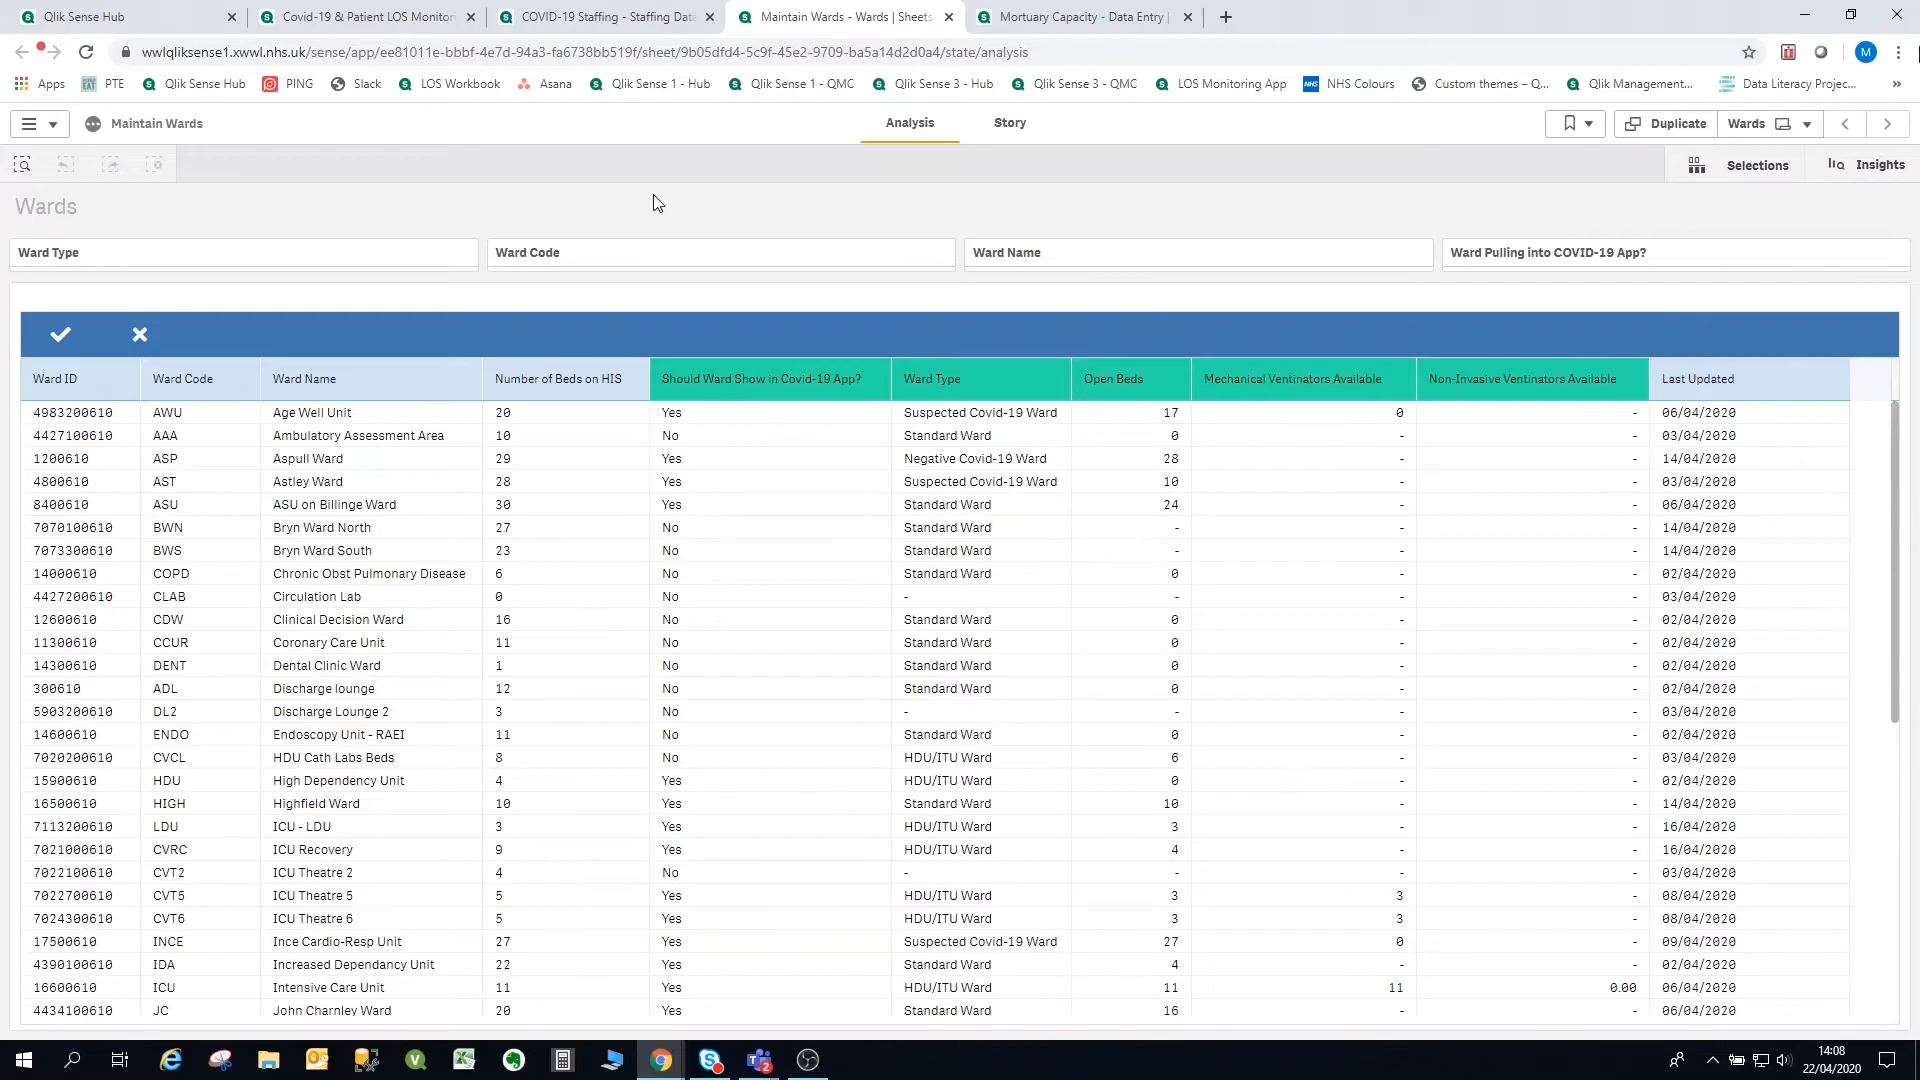 Qlik Sense Hub
Covid-19 & Patient LOS Monitori
COVID-19 Staffing - Staffing Data
Maintain Wards - Wards | Sheets
Mortuary Capacity - Data Entry |
wwlqliksense1.xwwl.nhs.uk/sense/app/ee81011e-bbbf-4e7d-94a3-fa6738bb519f/sheet/9b05dfd4-5c9f-45e2-9709-ba5a14d2d0a4/state/analysis
M
Apps PTE Qlik Sense Hub PING Slack LOS Workbook Asana Qlik Sense 1 - Hub Qlik Sense 1 - QMC Qlik Sense 3 - Hub Qlik Sense 3 - QMC LOS Monitoring App NHS NHS Colours Custom themes – Q... Qlik Management... Data Literacy Projec... »
Maintain Wards Analysis Story Duplicate Wards
Selections Insights
Wards
Ward Type Ward Code Ward Name Ward Pulling into COVID-19 App?
Ward ID Ward Code Ward Name Number of Beds on HIS Should Ward Show in Covid-19 App? Ward Type Open Beds Mechanical Ventinators Available Non-Invasive Ventinators Available Last Updated
4983200610 AWU Age Well Unit 20 Yes Suspected Covid-19 Ward 17 0 - 06/04/2020
4427100610 AAA Ambulatory Assessment Area 10 No Standard Ward 0 - - 03/04/2020
1200610 ASP Aspull Ward 29 Yes Negative Covid-19 Ward 28 - - 14/04/2020
4800610 AST Astley Ward 28 Yes Suspected Covid-19 Ward 10 - - 03/04/2020
8400610 ASU ASU on Billinge Ward 30 Yes Standard Ward 24 - - 06/04/2020
7070100610 BWN Bryn Ward North 27 No Standard Ward - - - 14/04/2020
7073300610 BWS Bryn Ward South 23 No Standard Ward - - - 14/04/2020
14000610 COPD Chronic Obst Pulmonary Disease 6 No Standard Ward 0 - - 02/04/2020
4427200610 CLAB Circulation Lab 0 No - - - - 03/04/2020
12600610 CDW Clinical Decision Ward 16 No Standard Ward 0 - - 02/04/2020
11300610 CCUR Coronary Care Unit 11 No Standard Ward 0 - - 02/04/2020
14300610 DENT Dental Clinic Ward 1 No Standard Ward 0 - - 02/04/2020
300610 ADL Discharge lounge 12 No Standard Ward 0 - - 02/04/2020
5903200610 DL2 Discharge Lounge 2 3 No - - - - 03/04/2020
14600610 ENDO Endoscopy Unit - RAEI 11 No Standard Ward 0 - - 02/04/2020
7020200610 CVCL HDU Cath Labs Beds 8 No HDU/ITU Ward 6 - - 03/04/2020
15900610 HDU High Dependency Unit 4 Yes HDU/ITU Ward 0 - - 02/04/2020
16500610 HIGH Highfield Ward 10 Yes Standard Ward 10 - - 14/04/2020
7113200610 LDU ICU - LDU 3 Yes HDU/ITU Ward 3 - - 16/04/2020
7021000610 CVRC ICU Recovery 9 Yes HDU/ITU Ward 4 - - 16/04/2020
7022100610 CVT2 ICU Theatre 2 4 No - - - - 03/04/2020
7022700610 CVT5 ICU Theatre 5 5 Yes HDU/ITU Ward 3 3 - 08/04/2020
7024300610 CVT6 ICU Theatre 6 5 Yes HDU/ITU Ward 3 3 - 08/04/2020
17500610 INCE Ince Cardio-Resp Unit 27 Yes Suspected Covid-19 Ward 27 0 - 09/04/2020
4390100610 IDA Increased Dependancy Unit 22 Yes Standard Ward 4 - - 02/04/2020
16600610 ICU Intensive Care Unit 11 Yes HDU/ITU Ward 11 11 0.00 06/04/2020
4434100610 JC John Charnley Ward 20 Yes Standard Ward 16 - - 06/04/2020
14:08
22/04/2020